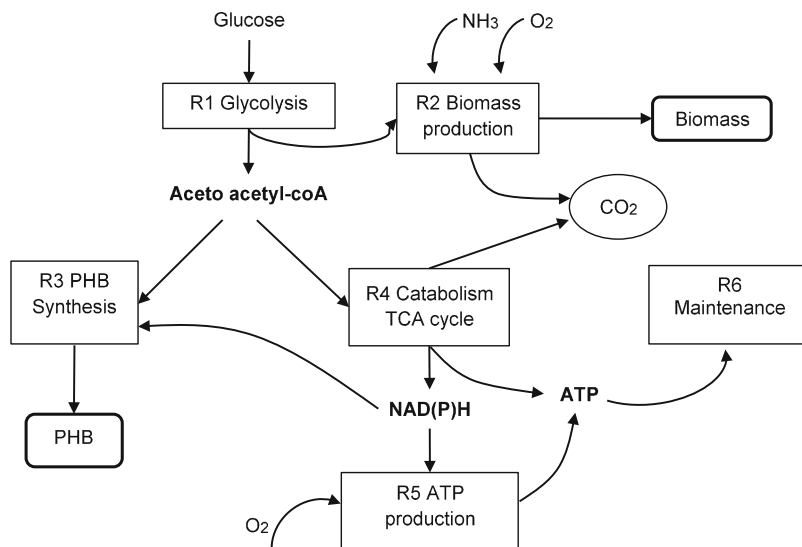 Glucose
NH₃
O₂
R1 Glycolysis
R2 Biomass
production
Biomass
Aceto acetyl-coA
CO₂
R3 PHB
Synthesis
R4 Catabolism
TCA cycle
R6
Maintenance
NAD(P)H
ATP
PHB
R5 ATP
production
O₂